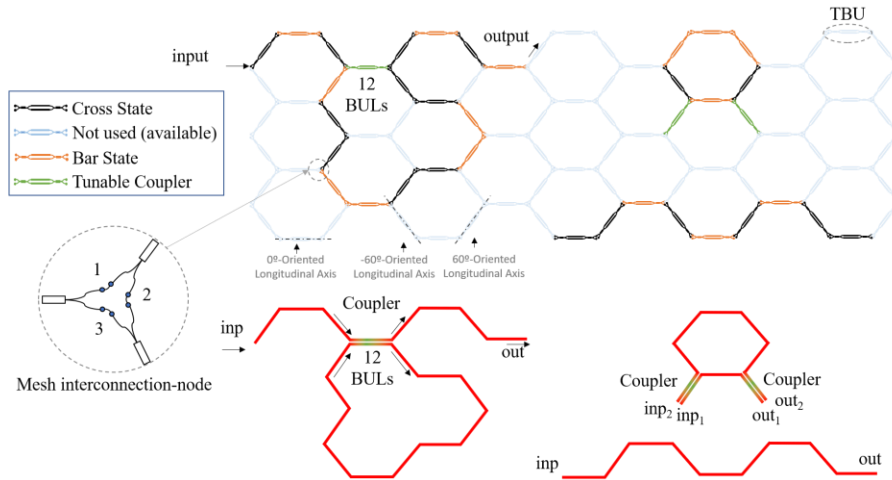 TBU
input
output
12
BULs
Cross State
Not used (available)
Bar State
Tunable Coupler
0º-Oriented
Longitudinal Axis
-60º-Oriented
Longitudinal Axis
60º-Oriented
Longitudinal Axis
1
2
3
Mesh interconnection-node
inp
Coupler
out
12
BULs
Coupler
Coupler
inp₂
inp₁
out₂
out₁
inp
out